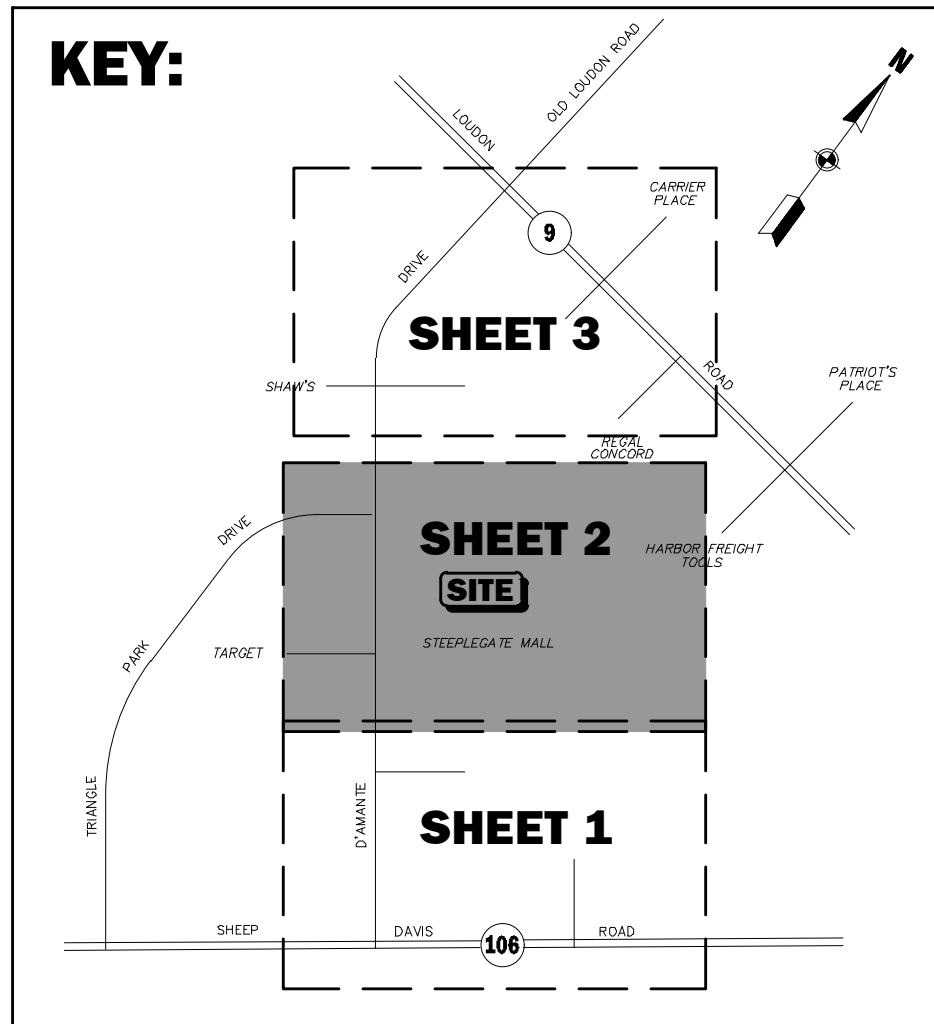 KEY:
N
OLD LOUDON ROAD
LOUDON
CARRIER
PLACE
9
DRIVE
SHEET 3
ROAD
PATRIOT'S
PLACE
SHAW'S
REGAL
CONCORD
DRIVE
SHEET 2
HARBOR FREIGHT
TOOLS
SITE
STEEPLEGATE MALL
TARGET
PARK
TRIANGLE
D'AMANTE
SHEET 1
SHEEP
DAVIS
106
ROAD